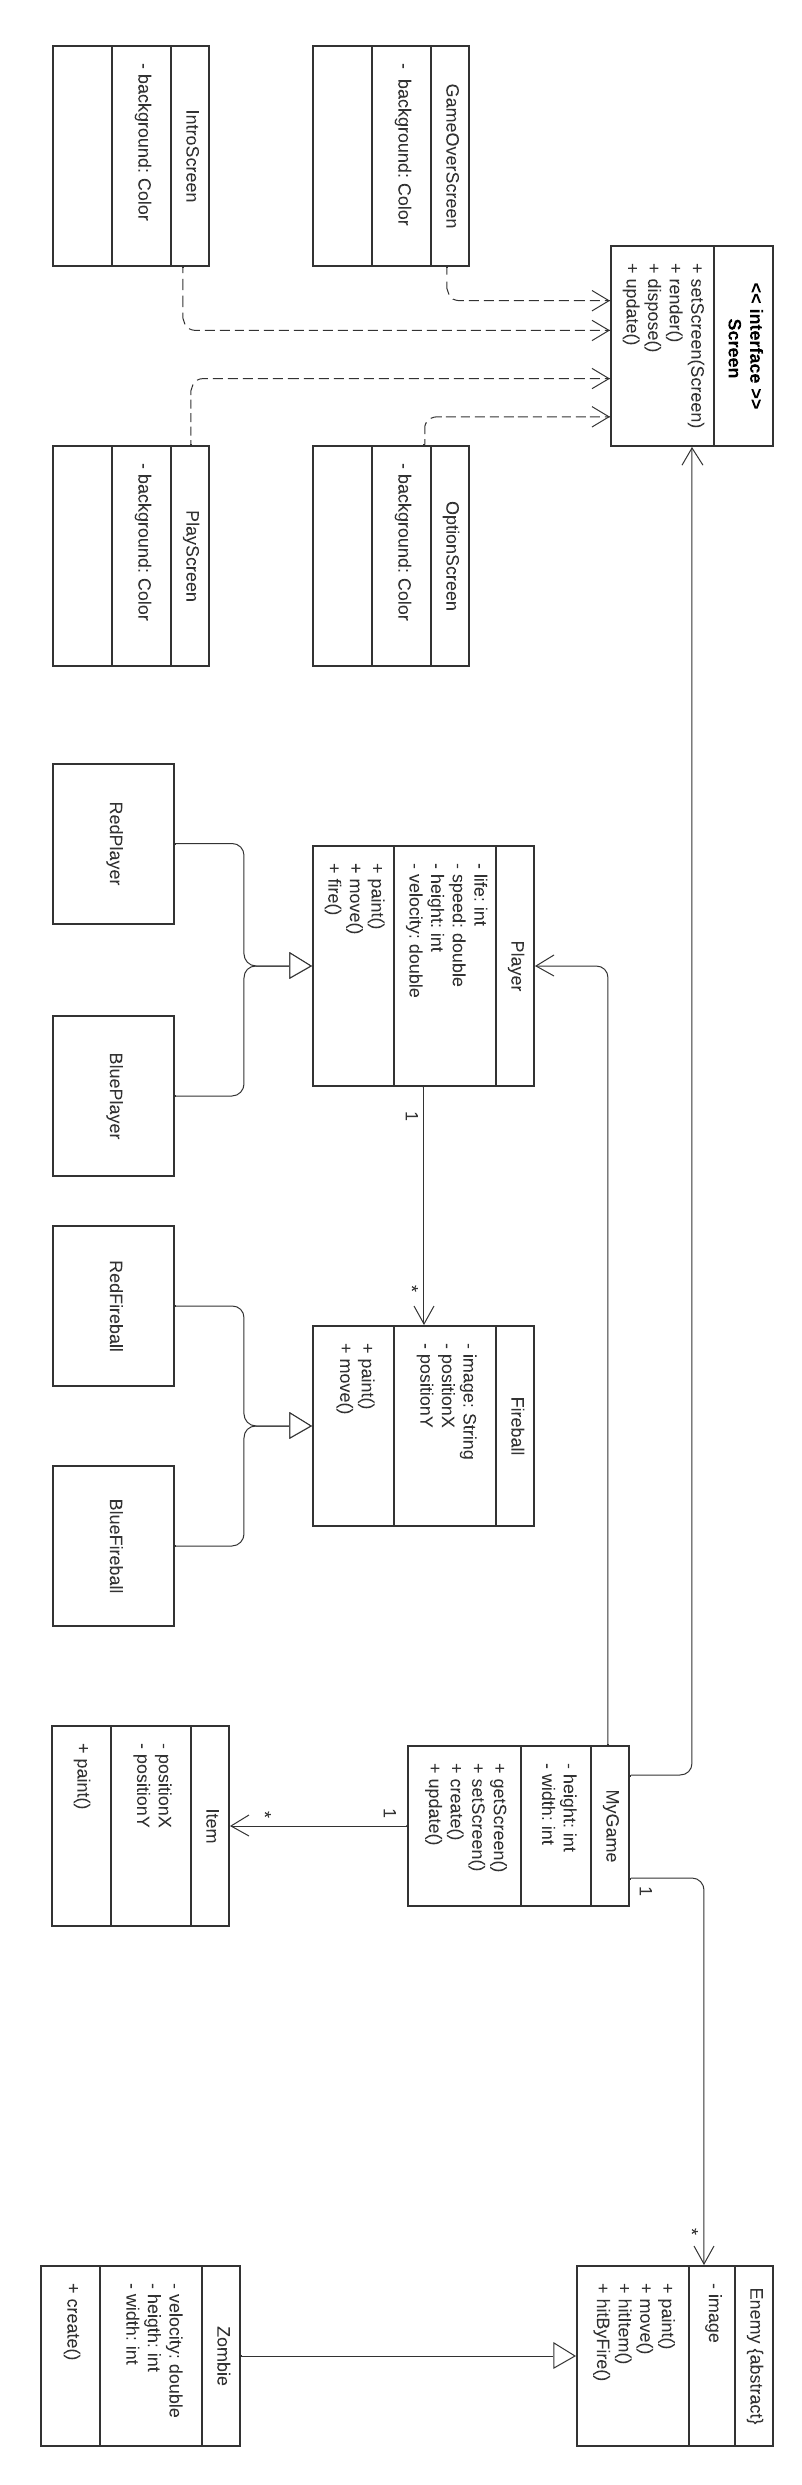 << interface >>
Screen
+ setScreen(Screen)
+ render()
+ dispose()
+ update()
GameOverScreen
- background: Color
IntroScreen
- background: Color
OptionScreen
- background: Color
PlayScreen
- background: Color
Player
- life: int
- speed: double
- height: int
- velocity: double
+ paint()
+ move()
+ fire()
1
*
RedPlayer
BluePlayer
Fireball
- image: String
- positionX
- positionY
+ paint()
+ move()
RedFireball
BlueFireball
MyGame
- height: int
- width: int
+ getScreen()
+ setScreen()
+ create()
+ update()
1
*
Item
- positionX
- positionY
+ paint()
1
*
Enemy {abstract}
- image
+ paint()
+ move()
+ hitItem()
+ hitByFire()
Zombie
- velocity: double
- heigth: int
- width: int
+ create()